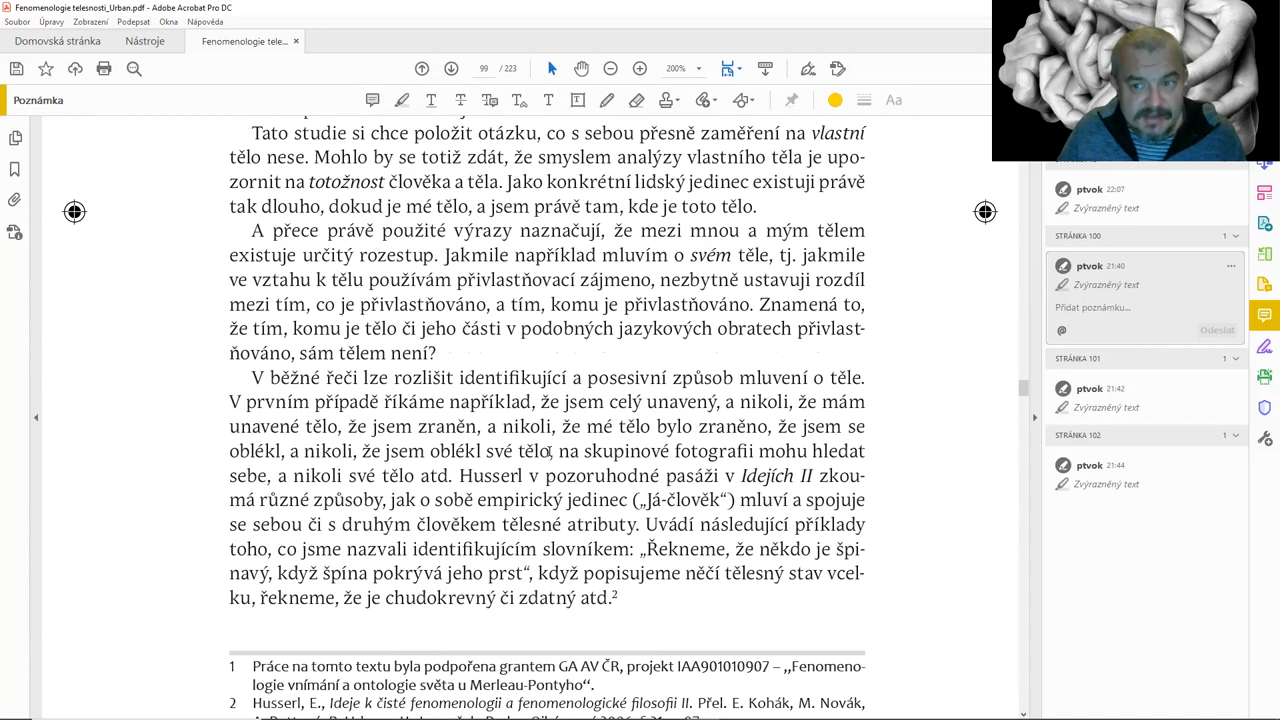 Fenomenologie telesnosti_Urban.pdf - Adobe Acrobat Pro DC
Soubor Úpravy Zobrazení Podepsat Okna Nápověda
Domovská stránka Nástroje Fenomenologie tele... ×
99 / 223 200%
Poznámka
Aa
Tato studie si chce položit otázku, co s sebou přesně zaměření na vlastní
tělo nese. Mohlo by se totiž zdát, že smyslem analýzy vlastního těla je upo-
zornit na totožnost člověka a těla. Jako konkrétní lidský jedinec existuji právě
tak dlouho, dokud je mé tělo, a jsem právě tam, kde je toto tělo.
A přece právě použité výrazy naznačují, že mezi mnou a mým tělem
existuje určitý rozestup. Jakmile například mluvím o svém těle, tj. jakmile
ve vztahu k tělu používám přivlastňovací zájmeno, nezbytně ustavuji rozdíl
mezi tím, co je přivlastňováno, a tím, komu je přivlastňováno. Znamená to,
že tím, komu je tělo či jeho části v podobných jazykových obratech přivlast-
ňováno, sám tělem není?
V běžné řeči lze rozlišit identifikující a posesivní způsob mluvení o těle.
V prvním případě říkáme například, že jsem celý unavený, a nikoli, že mám
unavené tělo, že jsem zraněn, a nikoli, že mé tělo bylo zraněno, že jsem se
oblékl, a nikoli, že jsem oblékl své tělo, na skupinové fotografii mohu hledat
sebe, a nikoli své tělo atd. Husserl v pozoruhodné pasáži v Idejích II zkou-
má různé způsoby, jak o sobě empirický jedinec („Já-člověk“) mluví a spojuje
se sebou či s druhým člověkem tělesné atributy. Uvádí následující příklady
toho, co jsme nazvali identifikujícím slovníkem: „Řekneme, že někdo je špi-
navý, když špína pokrývá jeho prst“, když popisujeme něčí tělesný stav vcel-
ku, řekneme, že je chudokrevný či zdatný atd.²
1 Práce na tomto textu byla podpořena grantem GA AV ČR, projekt IAA901010907 – „Fenomeno-
logie vnímání a ontologie světa u Merleau-Pontyho“.
2 Husserl, E., Ideje k čisté fenomenologii a fenomenologické filosofii II. Přel. E. Kohák, M. Novák,
ptvok 22:07
Zvýrazněný text
STRÁNKA 100 1
ptvok 21:40 ...
Zvýrazněný text
Přidat poznámku...
@ Odeslat
STRÁNKA 101 1
ptvok 21:42
Zvýrazněný text
STRÁNKA 102 1
ptvok 21:44
Zvýrazněný text